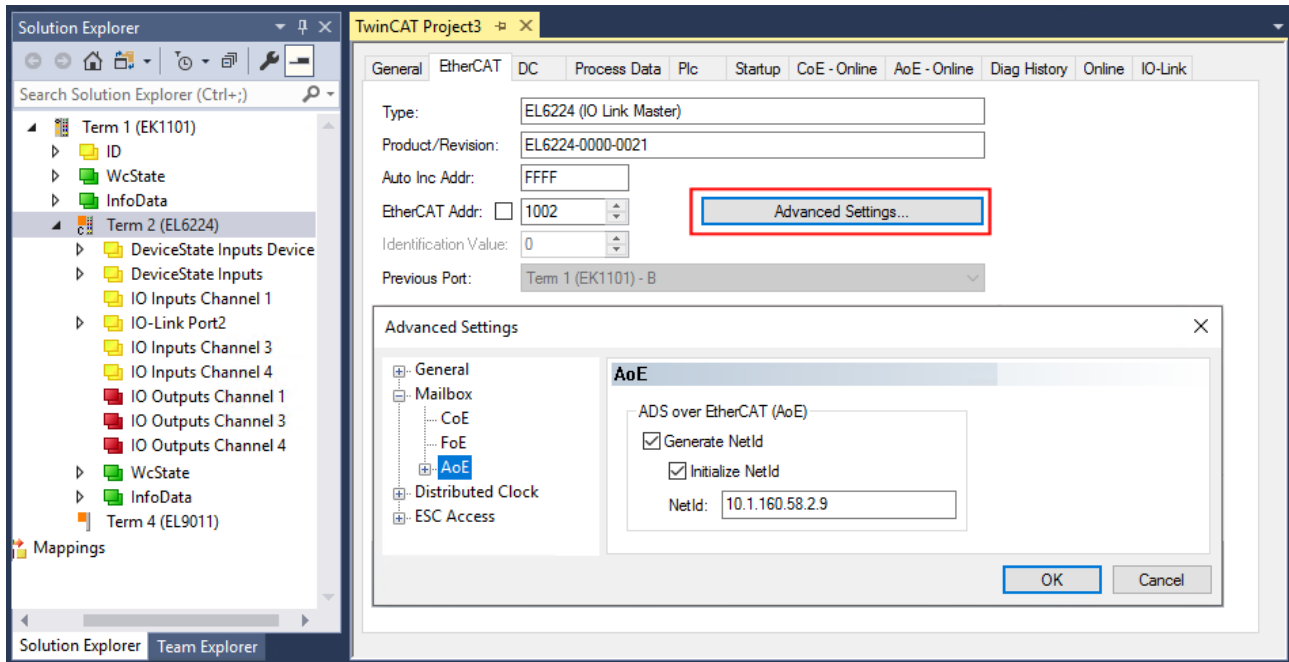 Solution Explorer
Search Solution Explorer (Ctrl+;)
Term 1 (EK1101)
ID
WcState
InfoData
Term 2 (EL6224)
DeviceState Inputs Device
DeviceState Inputs
IO Inputs Channel 1
IO-Link Port2
IO Inputs Channel 3
IO Inputs Channel 4
IO Outputs Channel 1
IO Outputs Channel 3
IO Outputs Channel 4
WcState
InfoData
Term 4 (EL9011)
Mappings
Solution Explorer Team Explorer
TwinCAT Project3
General EtherCAT DC Process Data Plc Startup CoE - Online AoE - Online Diag History Online IO-Link
Type: EL6224 (IO Link Master)
Product/Revision: EL6224-0000-0021
Auto Inc Addr: FFFF
EtherCAT Addr: 1002 Advanced Settings...
Identification Value: 0
Previous Port: Term 1 (EK1101) - B
Advanced Settings
General
Mailbox
CoE
FoE
AoE
Distributed Clock
ESC Access
AoE
ADS over EtherCAT (AoE)
Generate NetId
Initialize NetId
NetId: 10.1.160.58.2.9
OK Cancel